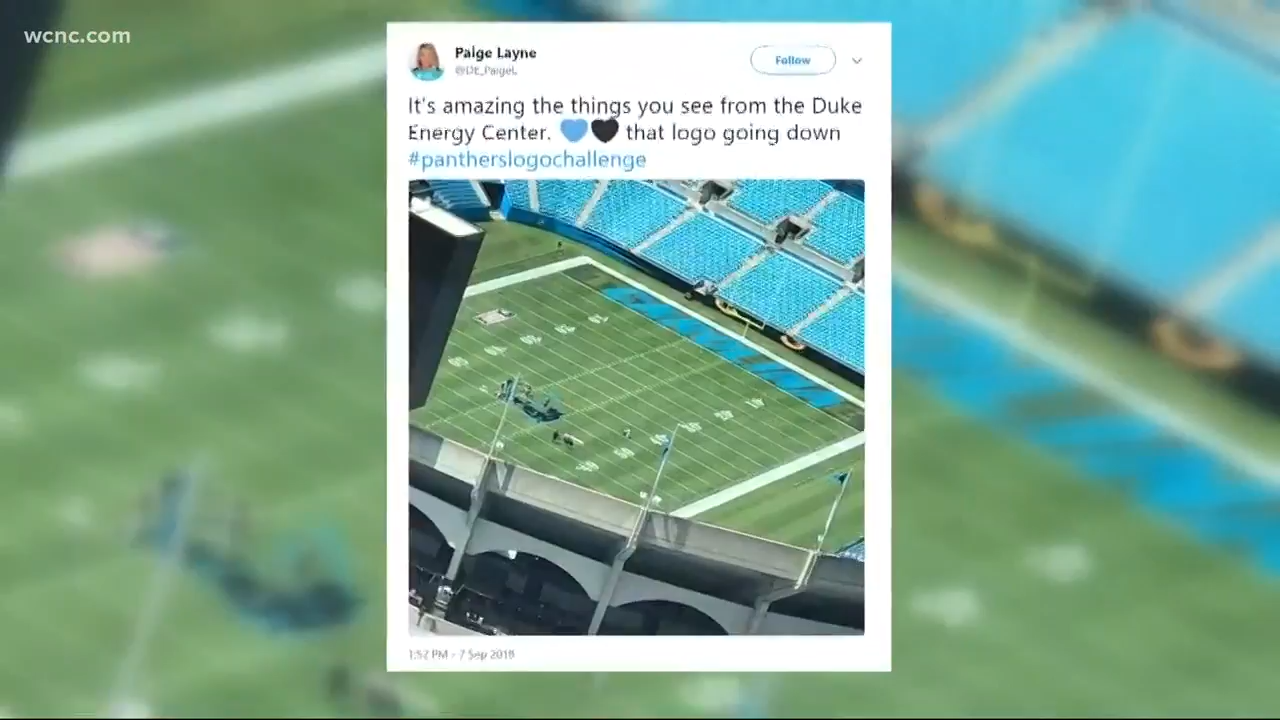 wcnc.com
Paige Layne
@DE_PaigeL
Follow
It's amazing the things you see from the Duke
Energy Center. 💙🖤 that logo going down
#pantherslogochallenge
1:52 PM - 7 Sep 2018